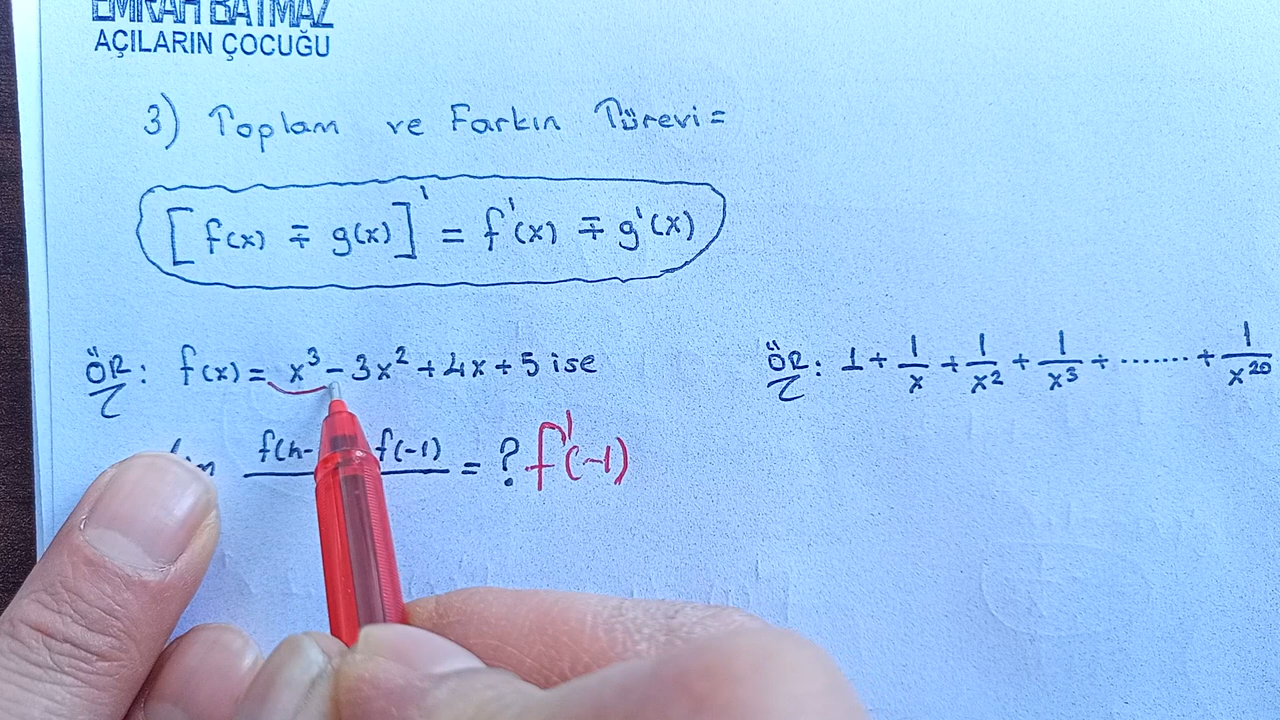 EMRAH BATMAZ
AÇILARIN ÇOCUĞU
3) Toplam ve Farkın Türevi=
[f(x) ∓ g(x)]' = f'(x) ∓ g'(x)
ÖR: f(x) = x³ - 3x² + 4x + 5 ise
f(h- f(-1) = ? f'(-1)
ÖR: 1 + 1/x + 1/x² + 1/x³ + ....... + 1/x²⁰